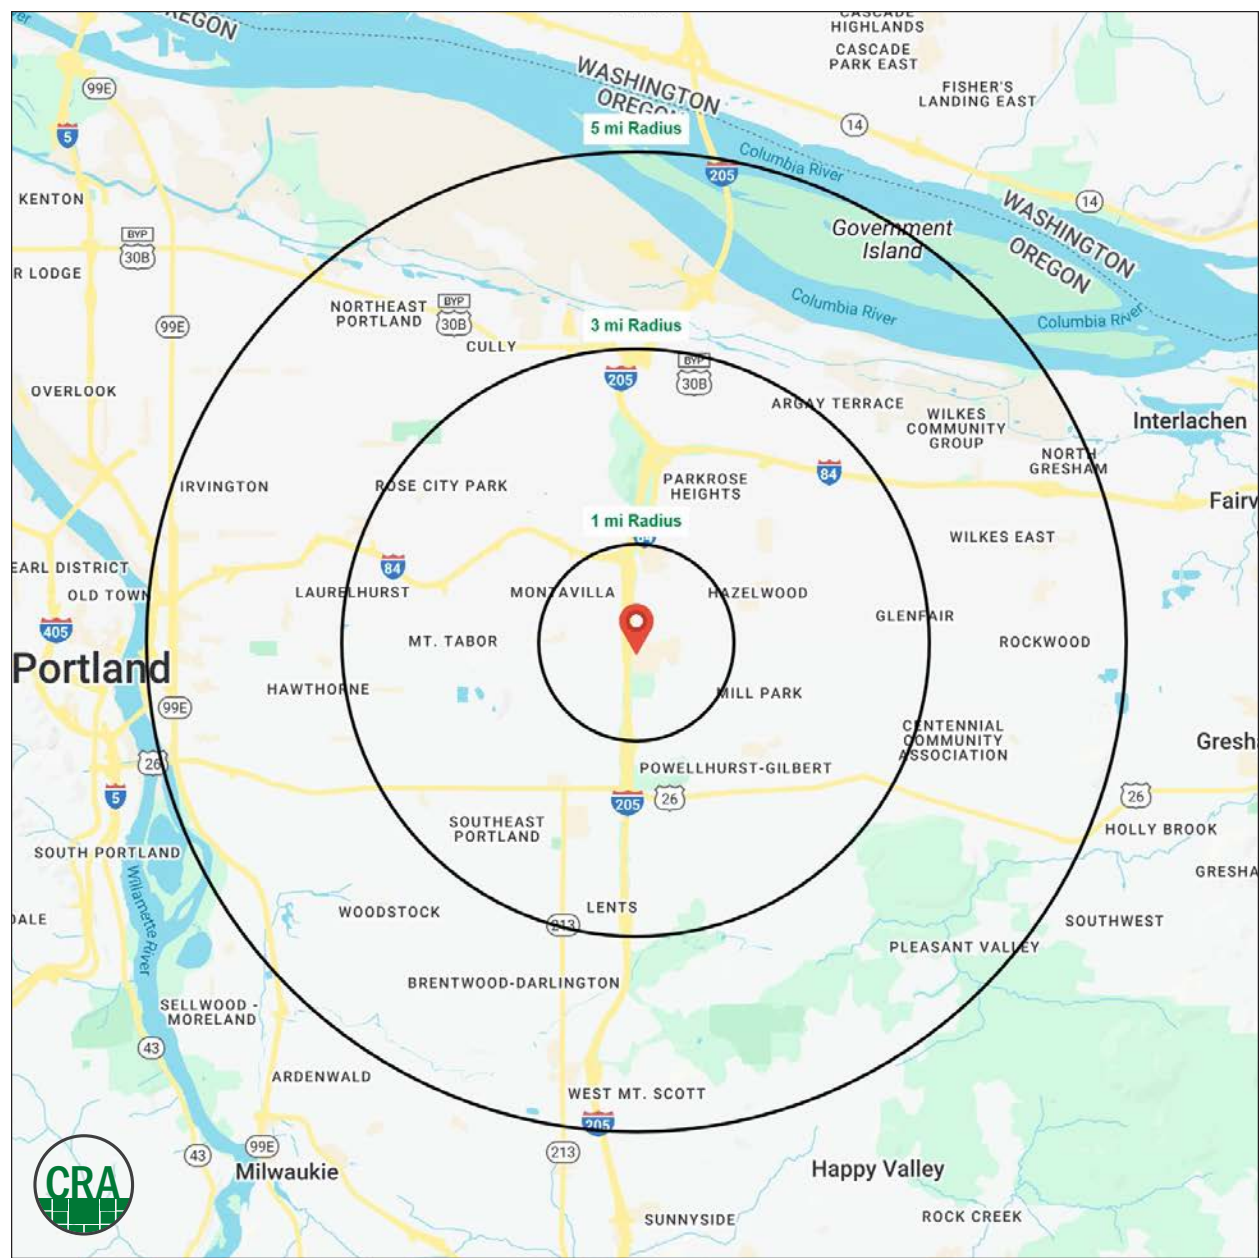 OREGON
CASCADE
HIGHLANDS
CASCADE
PARK EAST
99E
WASHINGTON
OREGON
FISHER'S
LANDING EAST
5
5 mi Radius
14
Columbia River
205
KENTON
14
WASHINGTON
OREGON
BYP
30B
Government
Island
R LODGE
NORTHEAST
PORTLAND
BYP
30B
Columbia River
Columbia River
99E
3 mi Radius
CULLY
BYP
30B
205
OVERLOOK
ARGAY TERRACE
WILKES
COMMUNITY
GROUP
Interlachen
NORTH
GRESHAM
84
IRVINGTON
ROSE CITY PARK
PARKROSE
HEIGHTS
Fairv
1 mi Radius
84
WILKES EAST
EARL DISTRICT
84
OLD TOWN
LAURELHURST
MONTAVILLA
HAZELWOOD
GLENFAIR
405
MT. TABOR
ROCKWOOD
Portland
HAWTHORNE
MILL PARK
99E
CENTENNIAL
COMMUNITY
ASSOCIATION
Gresh
26
POWELLHURST-GILBERT
5
205
26
26
SOUTHEAST
PORTLAND
HOLLY BROOK
SOUTH PORTLAND
GRESHA
Willamette River
WOODSTOCK
LENTS
DALE
213
SOUTHWEST
PLEASANT VALLEY
BRENTWOOD-DARLINGTON
SELLWOOD -
MORELAND
43
ARDENWALD
WEST MT. SCOTT
205
43
99E
213
Milwaukie
Happy Valley
CRA
SUNNYSIDE
ROCK CREEK